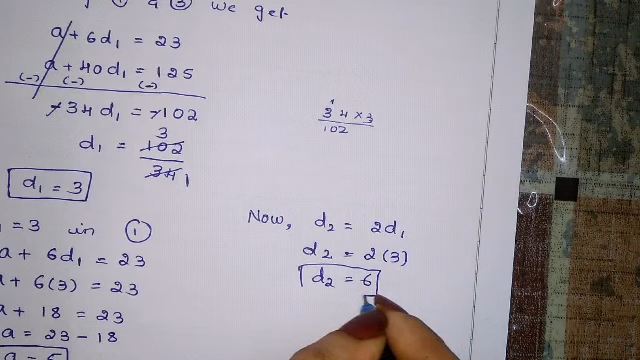 ① & ③ we get
a + 6d₁ = 23
a + 40d₁ = 125
(-) (-) (-)
-34d₁ = -102
d₁ = 102/34
3
1
d₁ = 3
1
34 × 3
102
= 3 in ①
a + 6d₁ = 23
a + 6(3) = 23
a + 18 = 23
a = 23 - 18
Now, d₂ = 2d₁
d₂ = 2(3)
d₂ = 6